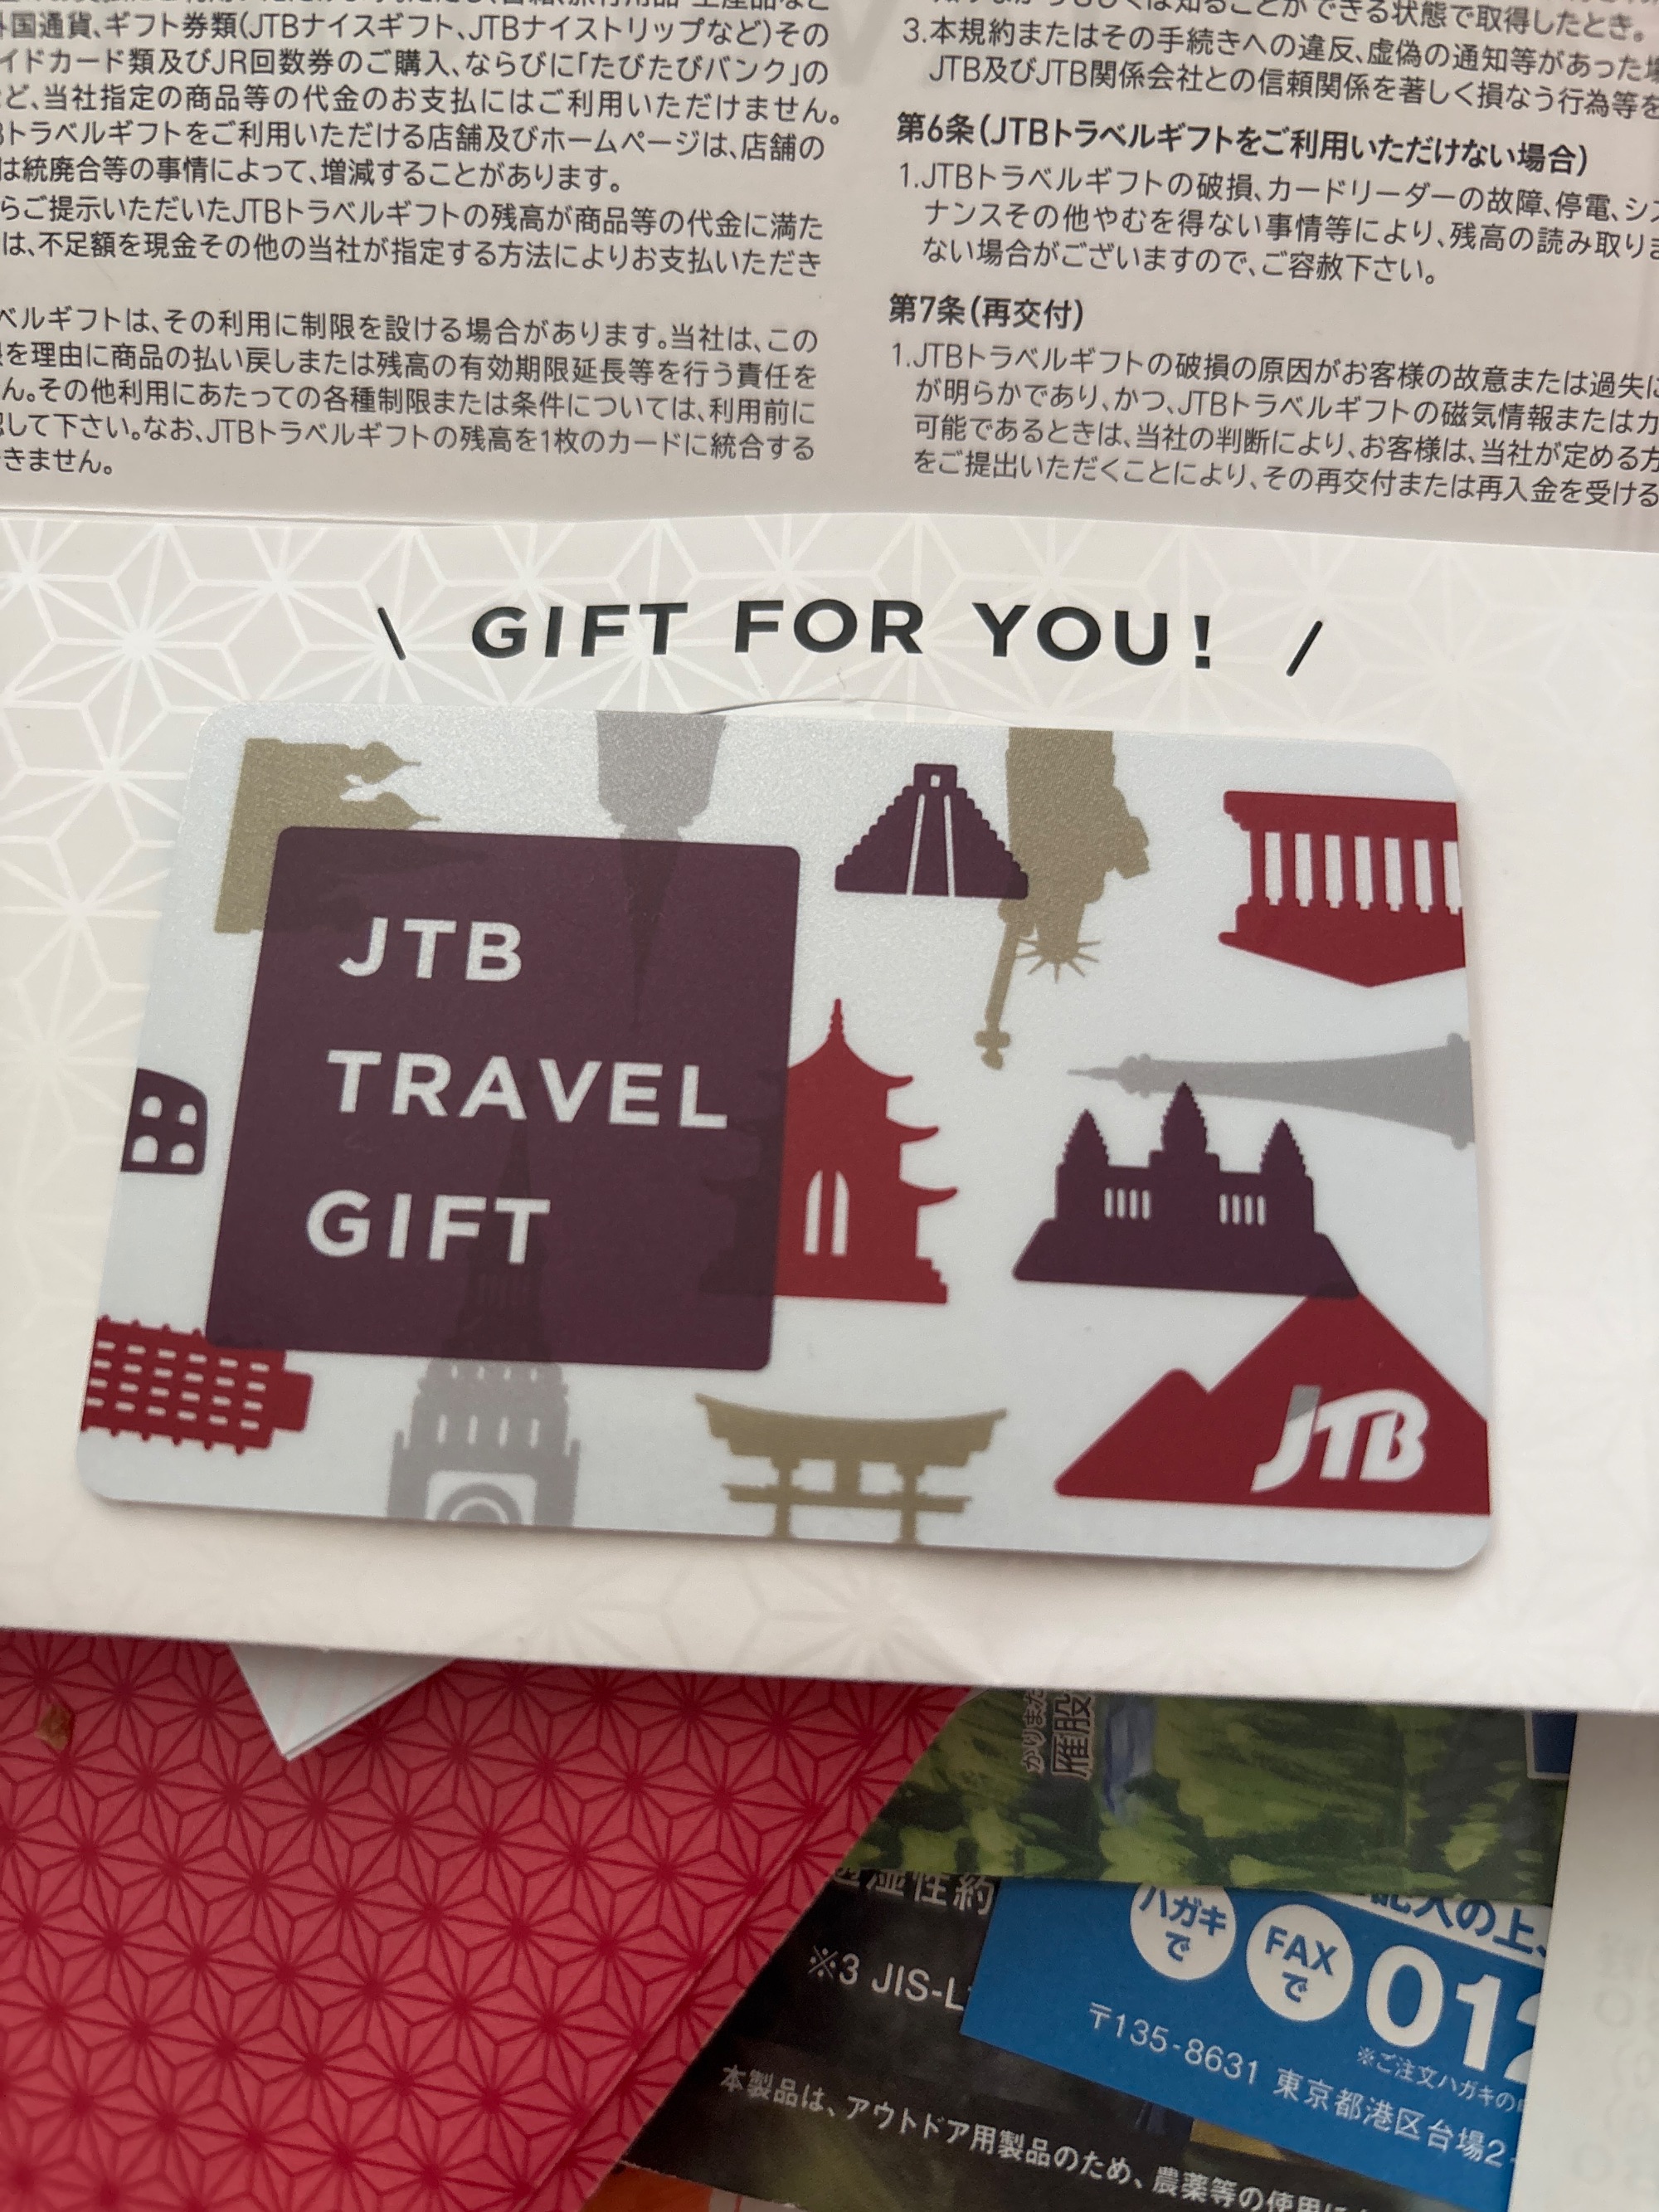 外国通貨、ギフト券類(JTBナイスギフト、JTBナイストリップなど)その
イドカード類及びJR回数券のご購入、ならびに「たびたびバンク」の
ど、当社指定の商品等の代金のお支払にはご利用いただけません。
Bトラベルギフトをご利用いただける店舗及びホームページは、店舗の
は統廃合等の事情によって、増減することがあります。
らご提示いただいたJTBトラベルギフトの残高が商品等の代金に満た
は、不足額を現金その他の当社が指定する方法によりお支払いただき
ベルギフトは、その利用に制限を設ける場合があります。当社は、この
を理由に商品の払い戻しまたは残高の有効期限延長等を行う責任を
ん。その他利用にあたっての各種制限または条件については、利用前に
して下さい。なお、JTBトラベルギフトの残高を1枚のカードに統合する
きません。
知ることができる状態で取得したとき。
3.本規約またはその手続きへの違反、虚偽の通知等があった場
JTB及びJTB関係会社との信頼関係を著しく損なう行為等を
第6条(JTBトラベルギフトをご利用いただけない場合)
1.JTBトラベルギフトの破損、カードリーダーの故障、停電、シス
ナンスその他やむを得ない事情等により、残高の読み取りま
ない場合がございますので、ご容赦下さい。
第7条(再交付)
1.JTBトラベルギフトの破損の原因がお客様の故意または過失に
が明らかであり、かつ、JTBトラベルギフトの磁気情報またはカ
可能であるときは、当社の判断により、お客様は、当社が定める方
をご提出いただくことにより、その再交付または再入金を受ける
\ GIFT FOR YOU! /
JTB
TRAVEL
GIFT
JTB
かりまた
雁股
湿性約
※3 JIS-L
本製品は、アウトドア用製品のため、農薬等の使用に
記入の上、
ハガキで
FAXで
012
※ご注文ハガキの
〒135-8631 東京都港区台場2